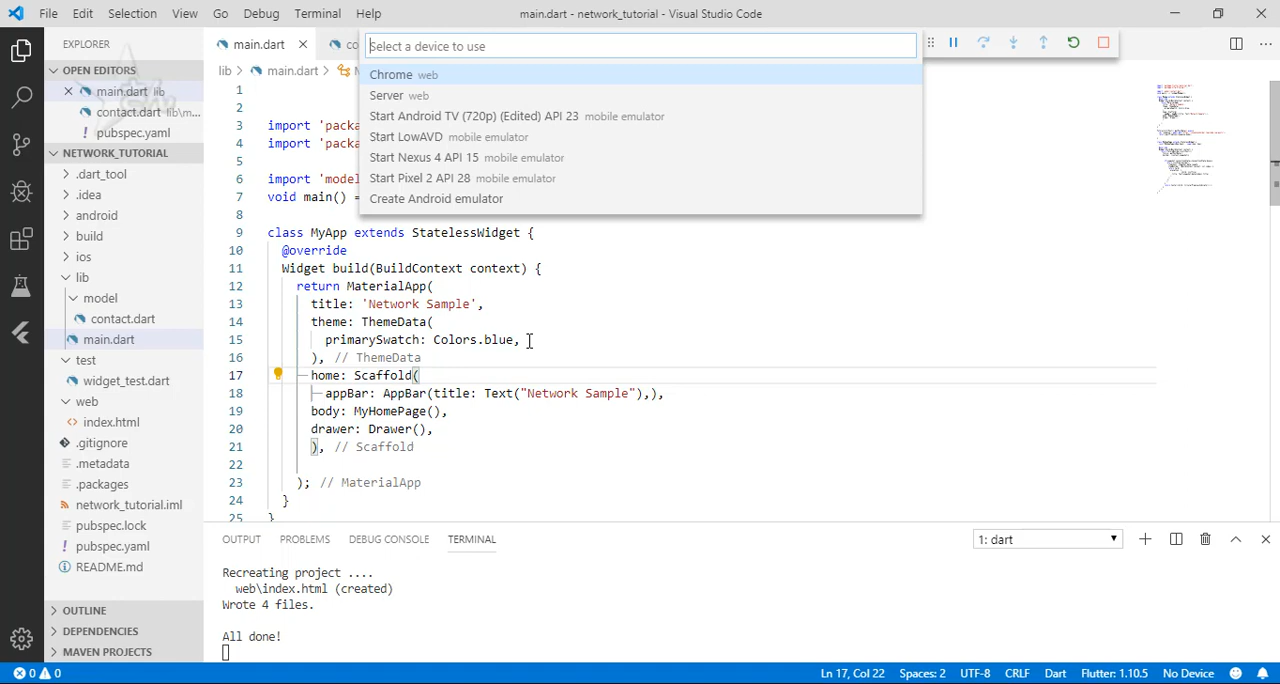 File Edit Selection View Go Debug Terminal Help main.dart - network_tutorial - Visual Studio Code
EXPLORER
OPEN EDITORS
main.dart lib
contact.dart lib\m...
pubspec.yaml
NETWORK_TUTORIAL
.dart_tool
.idea
android
build
ios
lib
model
contact.dart
main.dart
test
widget_test.dart
web
index.html
.gitignore
.metadata
.packages
network_tutorial.iml
pubspec.lock
pubspec.yaml
README.md
OUTLINE
DEPENDENCIES
MAVEN PROJECTS
main.dart co
lib > main.dart >
Select a device to use
Chrome web
Server web
Start Android TV (720p) (Edited) API 23 mobile emulator
Start LowAVD mobile emulator
Start Nexus 4 API 15 mobile emulator
Start Pixel 2 API 25 mobile emulator
Create Android emulator
1
2
3 import 'packa
4 import 'packa
5
6 import 'model
7 void main() =
8
9 class MyApp extends StatelessWidget {
10 @override
11 Widget build(BuildContext context) {
12 return MaterialApp(
13 title: 'Network Sample',
14 theme: ThemeData(
15 primarySwatch: Colors.blue,
16 ), // ThemeData
17 home: Scaffold(
18 appBar: AppBar(title: Text("Network Sample"),),
19 body: MyHomePage(),
20 drawer: Drawer(),
21 ), // Scaffold
22
23 ); // MaterialApp
24 }
25 }
OUTPUT PROBLEMS DEBUG CONSOLE TERMINAL 1: dart
Recreating project ....
web\index.html (created)
Wrote 4 files.
All done!
0 0 Ln 17, Col 22 Spaces: 2 UTF-8 CRLF Dart Flutter: 1.10.5 No Device